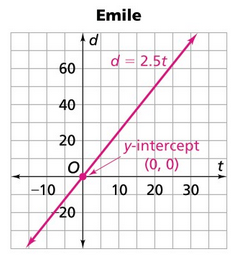 Emile
d
d = 2.5t
60
40
20
y-intercept
(0, 0)
O
t
−10
10
20
30
20